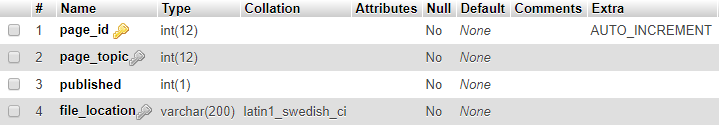 # Name Type Collation Attributes Null Default Comments Extra
1 page_id int(12) No None AUTO_INCREMENT
2 page_topic int(12) No None
3 published int(1) No None
4 file_location varchar(200) latin1_swedish_ci No None